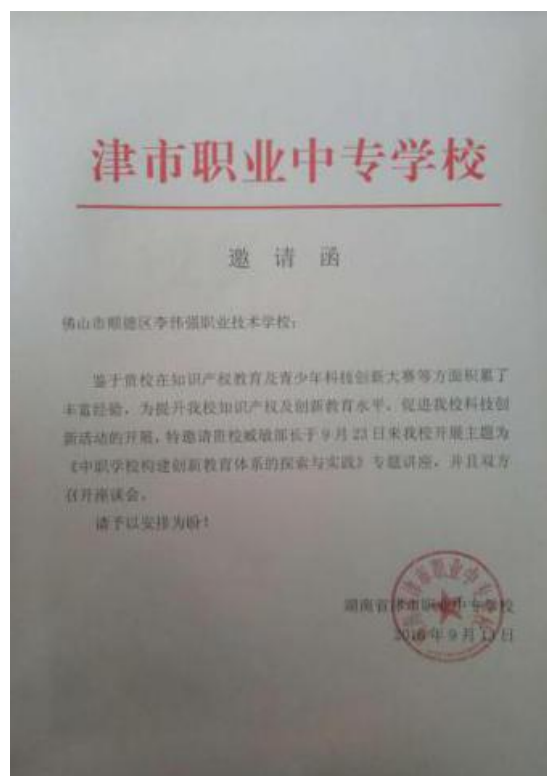 津市职业中专学校
邀 请 函
佛山市顺德区李伟强职业技术学校：
鉴于贵校在知识产权教育及青少年科技创新大赛等方面积累了
丰富经验，为提升我校知识产权及创新教育水平，促进我校科技创
新活动的开展，特邀请贵校臧敏部长于9月23日来我校开展主题为
《中职学校构建创新教育体系的探索与实践》专题讲座，并且双方
召开座谈会。
请予以安排为盼！
湖南省津市职业中专学校
2016年9月13日